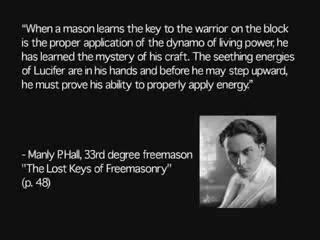 "When a mason learns the key to the warrior on the block
is the proper application of the dynamo of living power, he
has learned the mystery of his craft. The seething energies
of Lucifer are in his hands and before he may step upward,
he must prove his ability to properly apply energy."
- Manly P. Hall, 33rd degree freemason
"The Lost Keys of Freemasonry"
(p. 48)